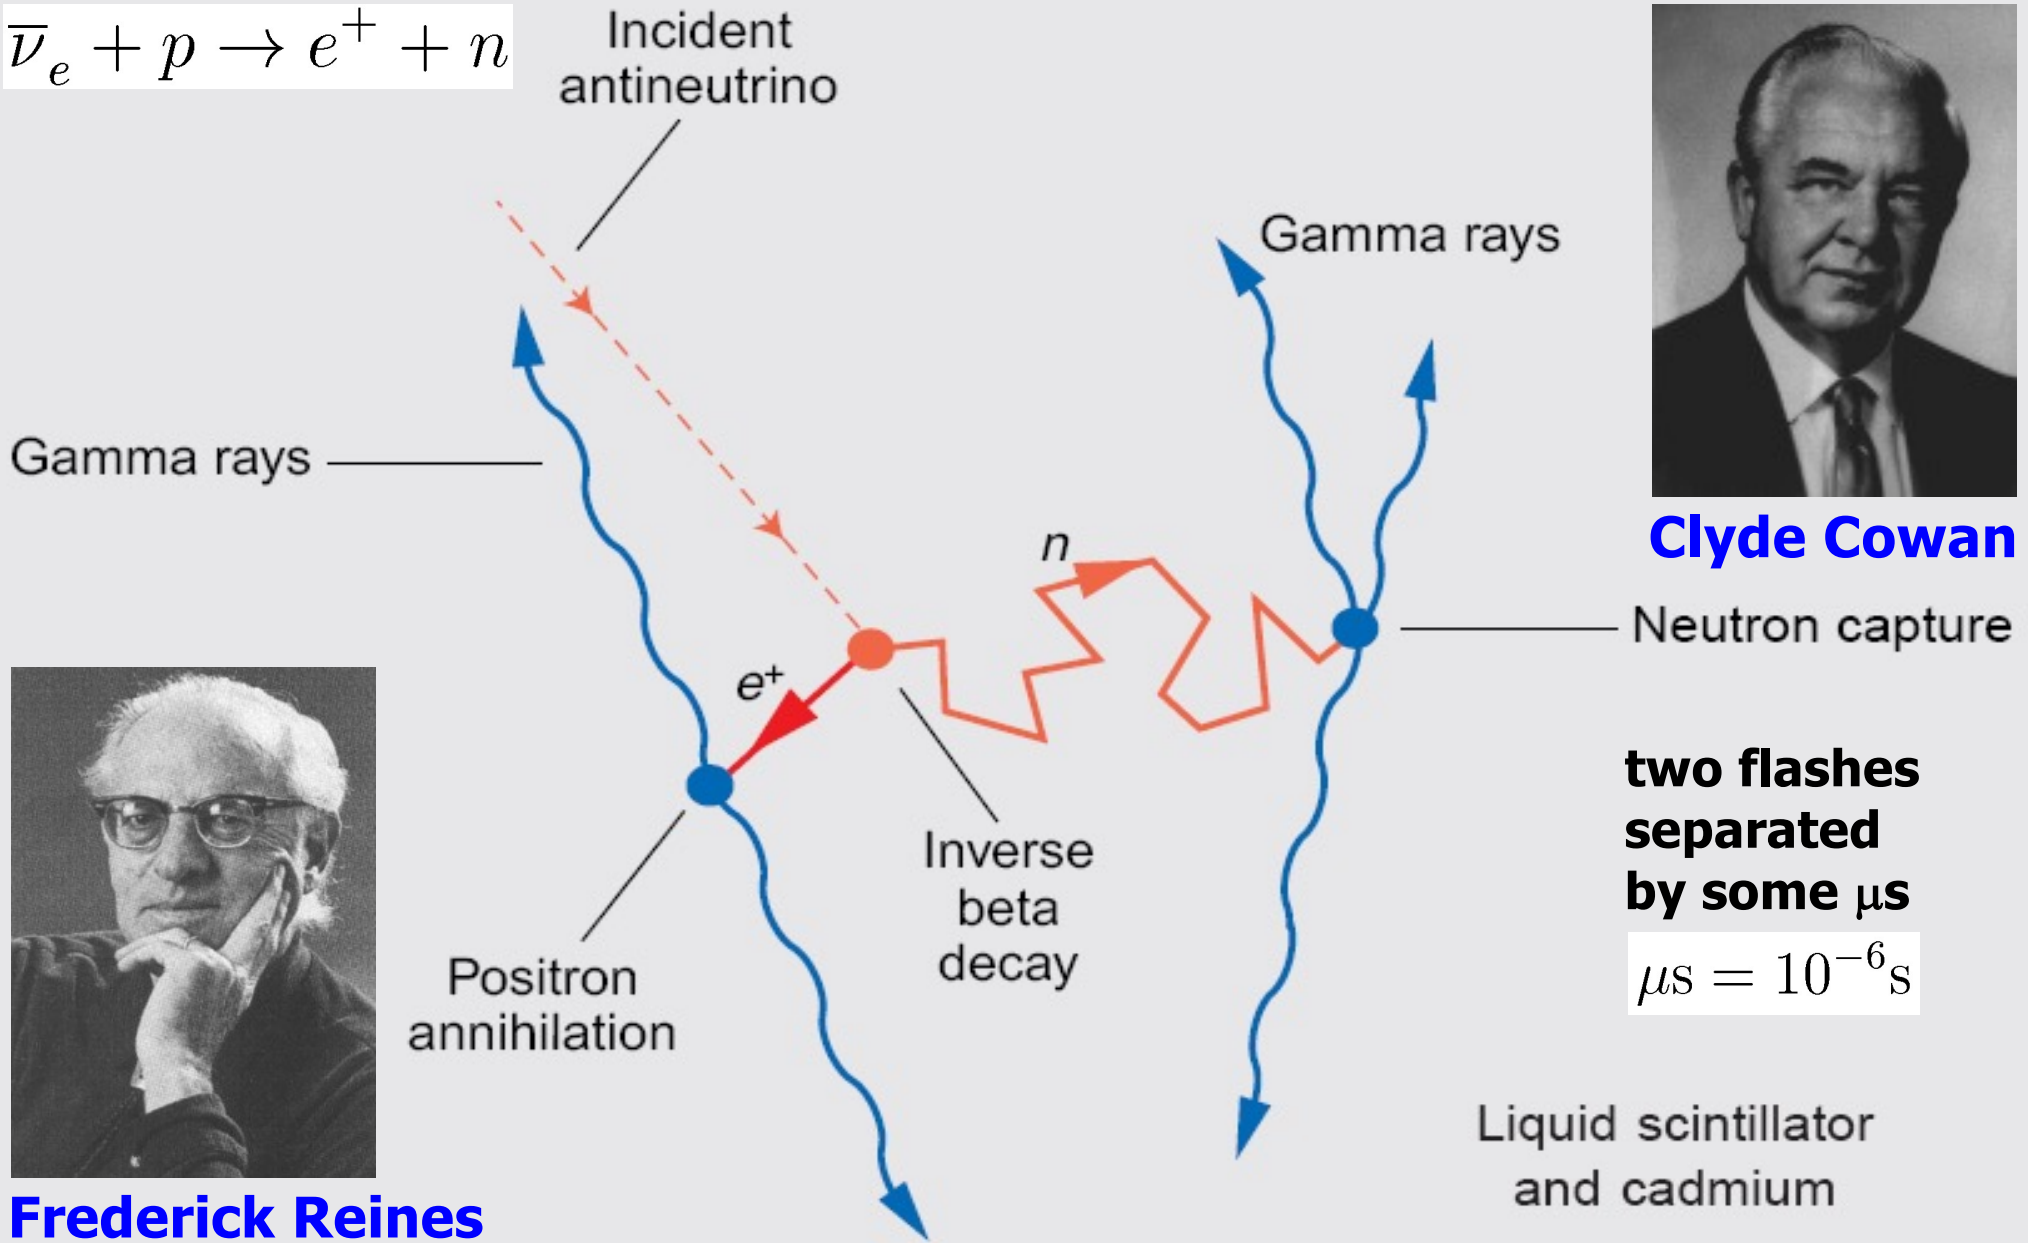 ν̅ₑ + p → e⁺ + n
Incident
antineutrino
Gamma rays
Gamma rays
Clyde Cowan
n
Neutron capture
e⁺
two flashes
separated
by some μs
μs = 10⁻⁶s
Inverse
beta
decay
Positron
annihilation
Liquid scintillator
and cadmium
Frederick Reines